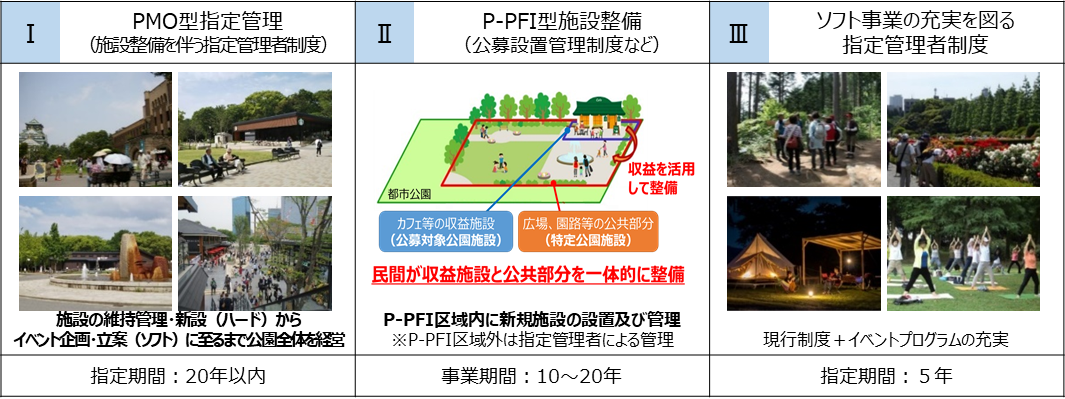 Ⅰ
PMO型指定管理
（施設整備を伴う指定管理者制度）
施設の維持管理・新設（ハード）から
イベント企画・立案（ソフト）に至るまで公園全体を経営
指定期間：20年以内
Ⅱ
P-PFI型施設整備
（公募設置管理制度など）
都市公園
収益を活用
して整備
カフェ等の収益施設
（公募対象公園施設）
広場、園路等の公共部分
（特定公園施設）
民間が収益施設と公共部分を一体的に整備
P-PFI区域内に新規施設の設置及び管理
※P-PFI区域外は指定管理者による管理
事業期間：10～20年
Ⅲ
ソフト事業の充実を図る
指定管理者制度
現行制度＋イベントプログラムの充実
指定期間：５年